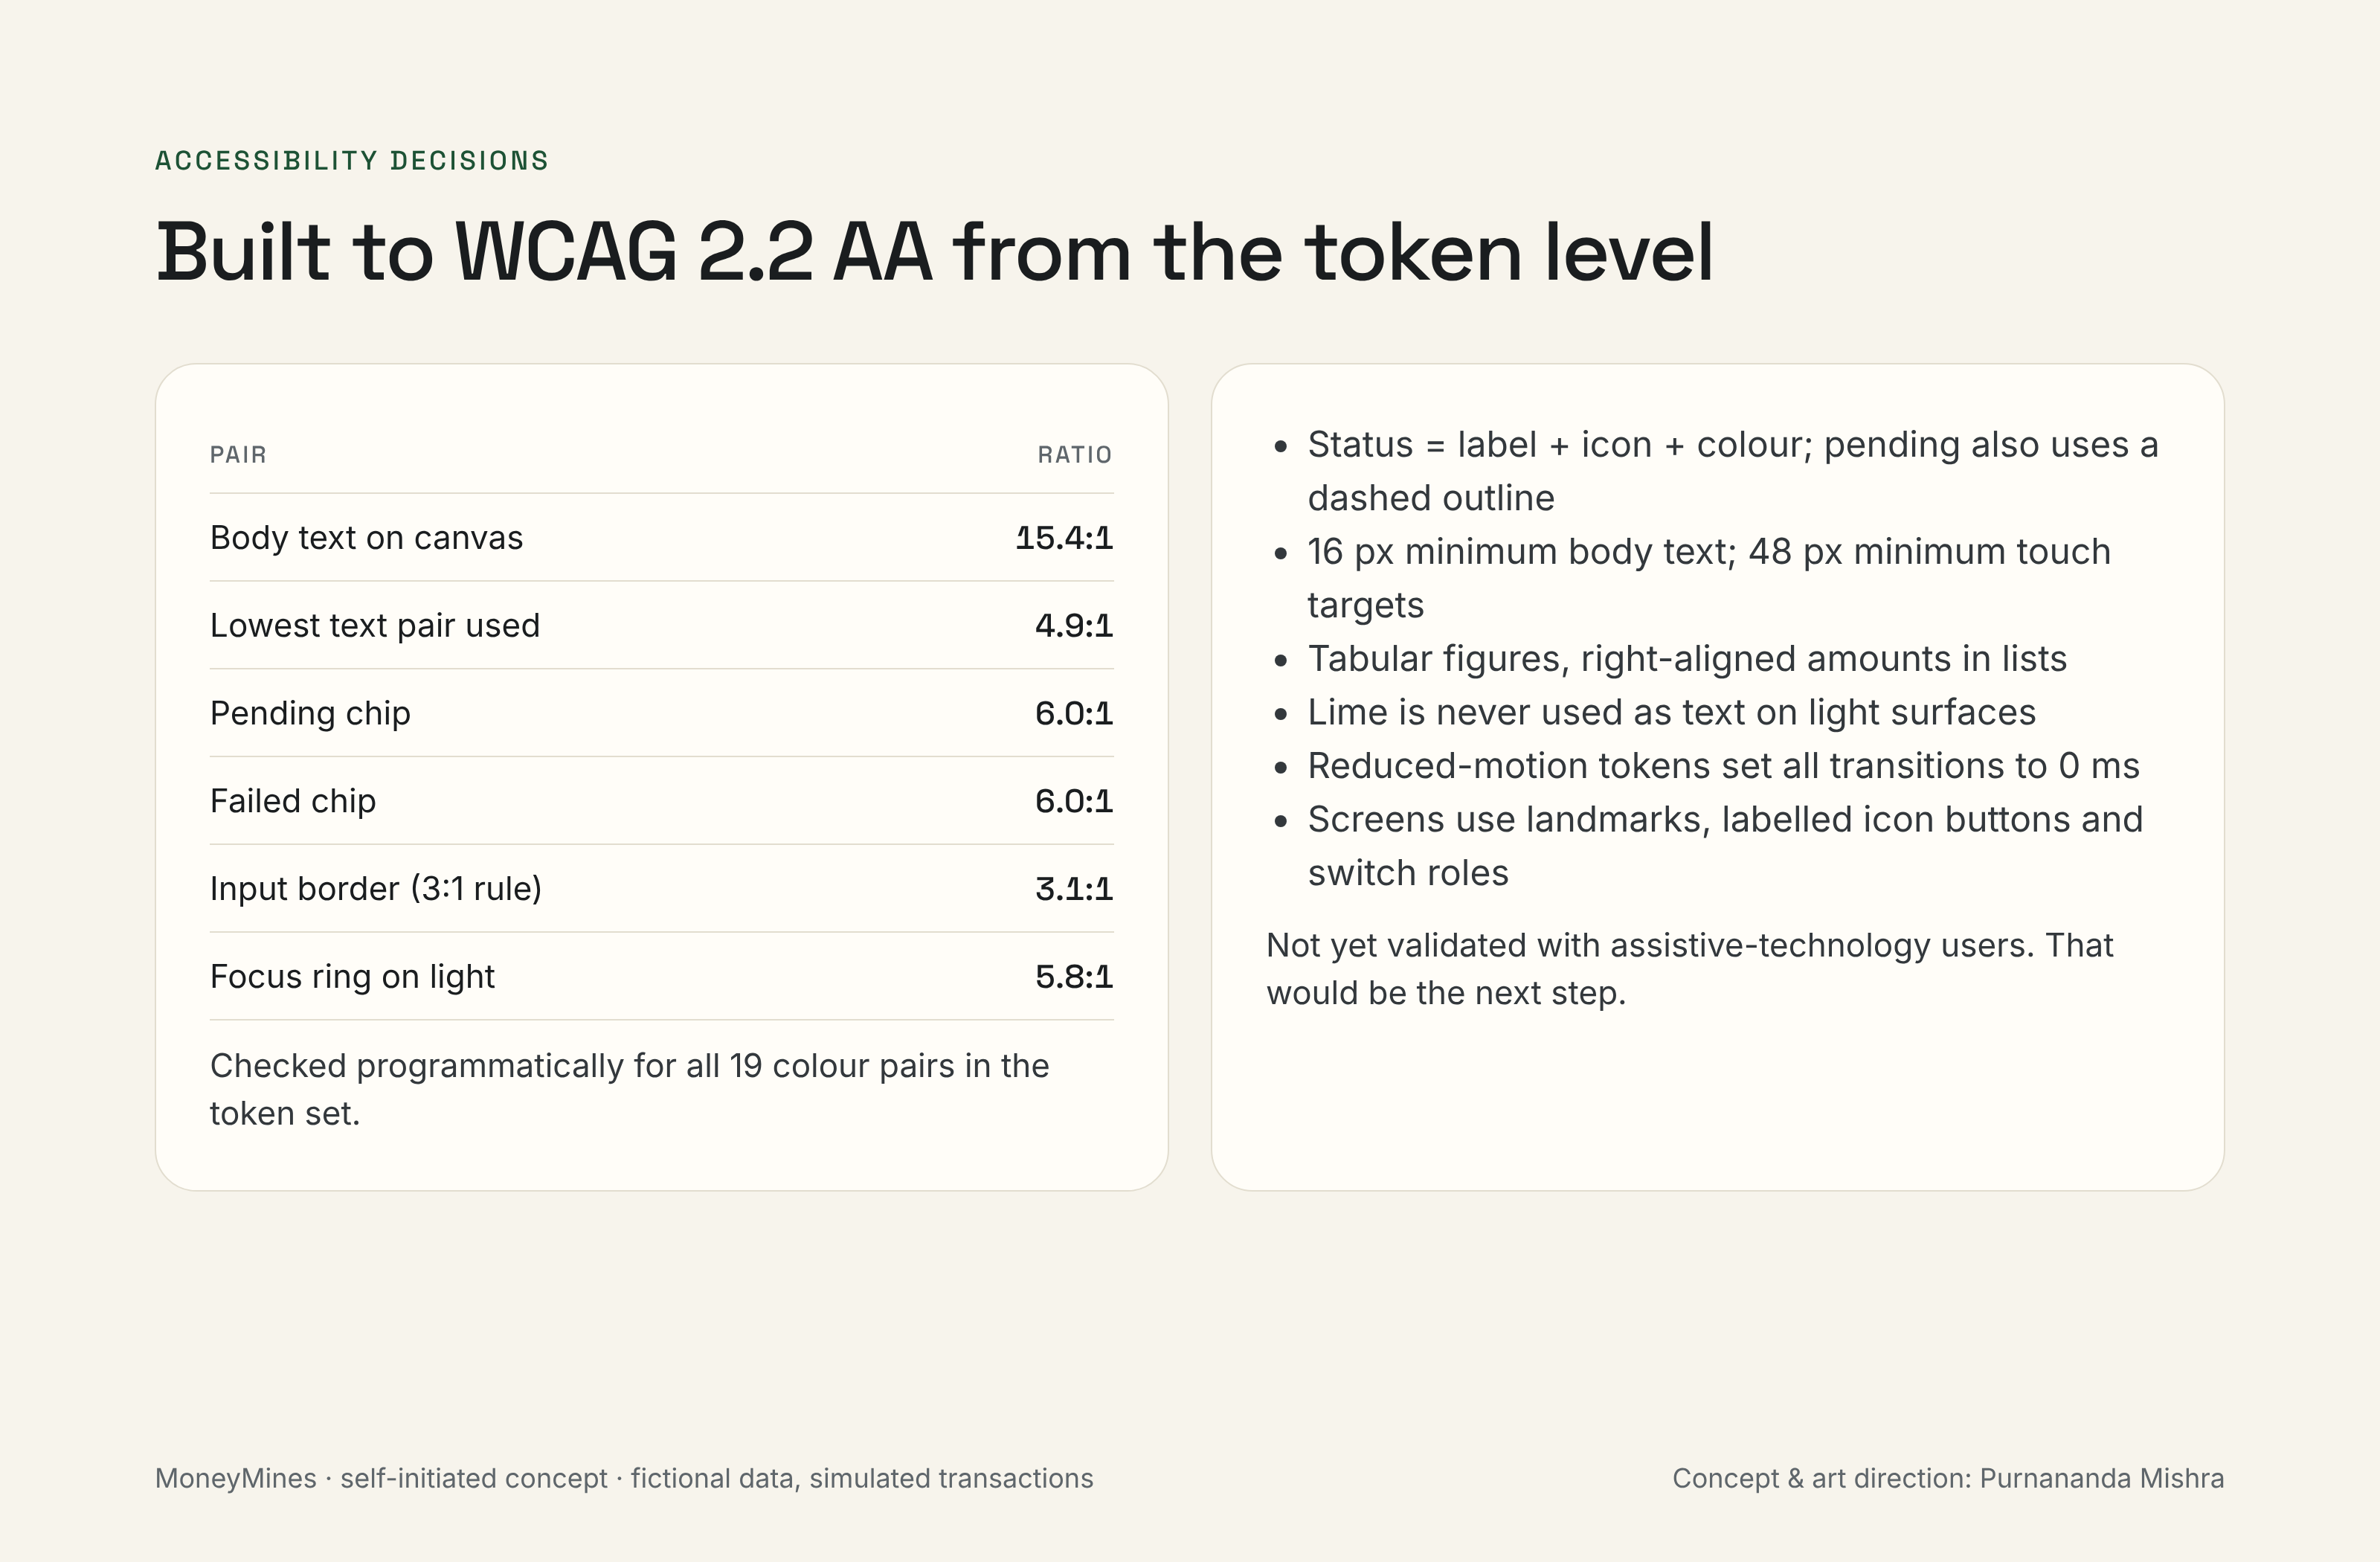 ACCESSIBILITY DECISIONS
Built to WCAG 2.2 AA from the token level
PAIR RATIO
Body text on canvas 15.4:1
Lowest text pair used 4.9:1
Pending chip 6.0:1
Failed chip 6.0:1
Input border (3:1 rule) 3.1:1
Focus ring on light 5.8:1
Checked programmatically for all 19 colour pairs in the
token set.
• Status = label + icon + colour; pending also uses a
dashed outline
• 16 px minimum body text; 48 px minimum touch
targets
• Tabular figures, right-aligned amounts in lists
• Lime is never used as text on light surfaces
• Reduced-motion tokens set all transitions to 0 ms
• Screens use landmarks, labelled icon buttons and
switch roles
Not yet validated with assistive-technology users. That
would be the next step.
MoneyMines · self-initiated concept · fictional data, simulated transactions
Concept & art direction: Purnananda Mishra